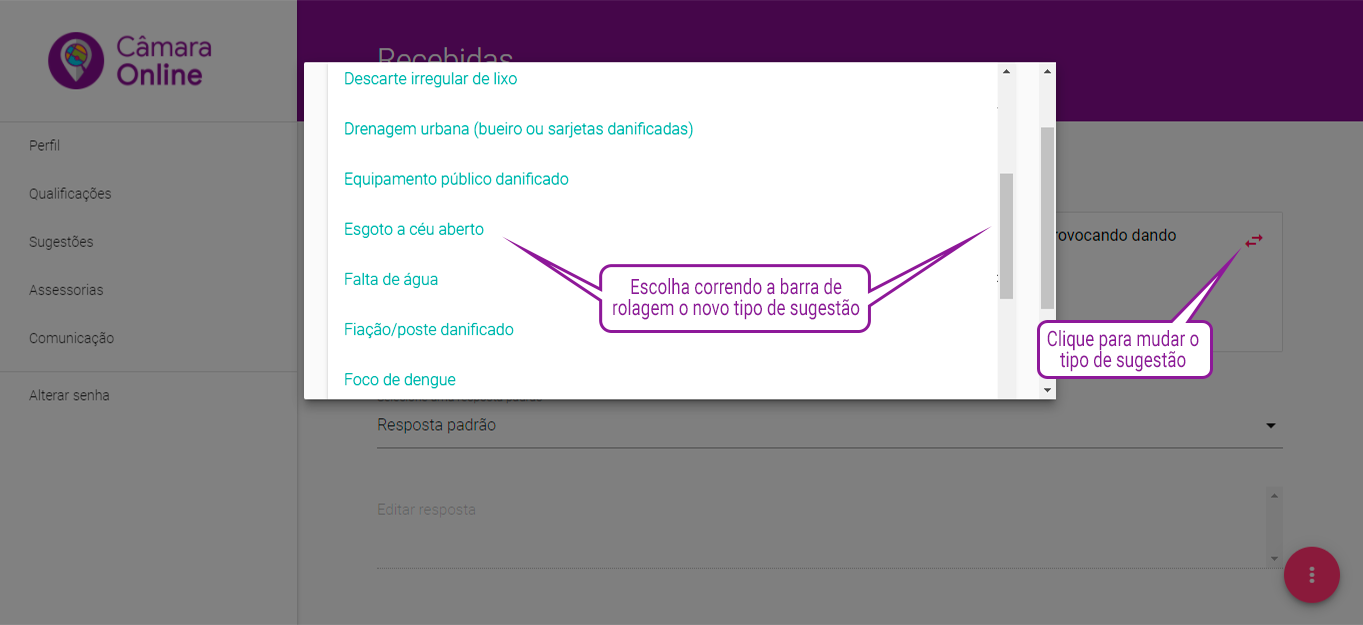 Câmara
Online
Perfil
Qualificações
Sugestões
Assessorias
Comunicação
Alterar senha
Recebidas
Descarte irregular de lixo
Drenagem urbana (bueiro ou sarjetas danificadas)
Equipamento público danificado
Esgoto a céu aberto
Falta de água
Fiação/poste danificado
Foco de dengue
Escolha correndo a barra de
rolagem o novo tipo de sugestão
rovocando dando
Clique para mudar o
tipo de sugestão
Resposta padrão
Editar resposta